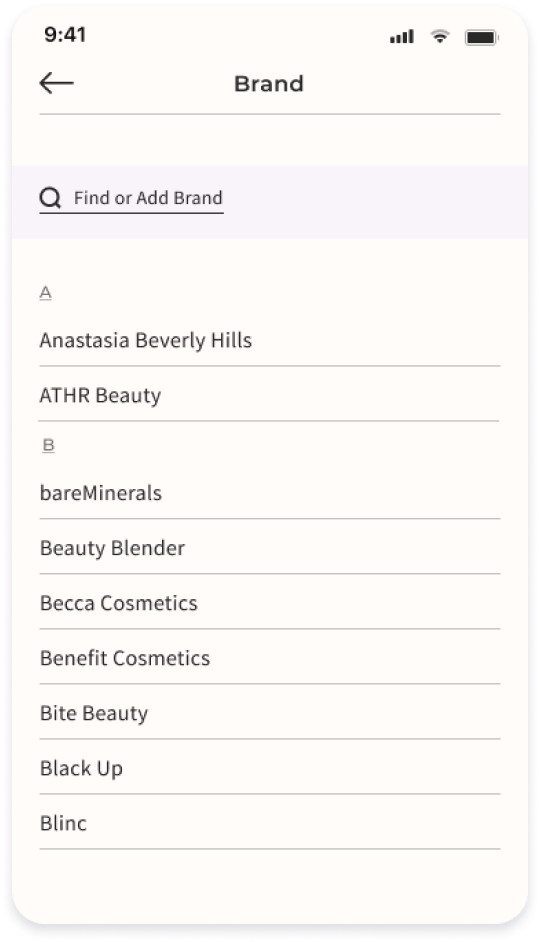 9:41
Brand
Find or Add Brand
A
Anastasia Beverly Hills
ATHR Beauty
B
bareMinerals
Beauty Blender
Becca Cosmetics
Benefit Cosmetics
Bite Beauty
Black Up
Blinc